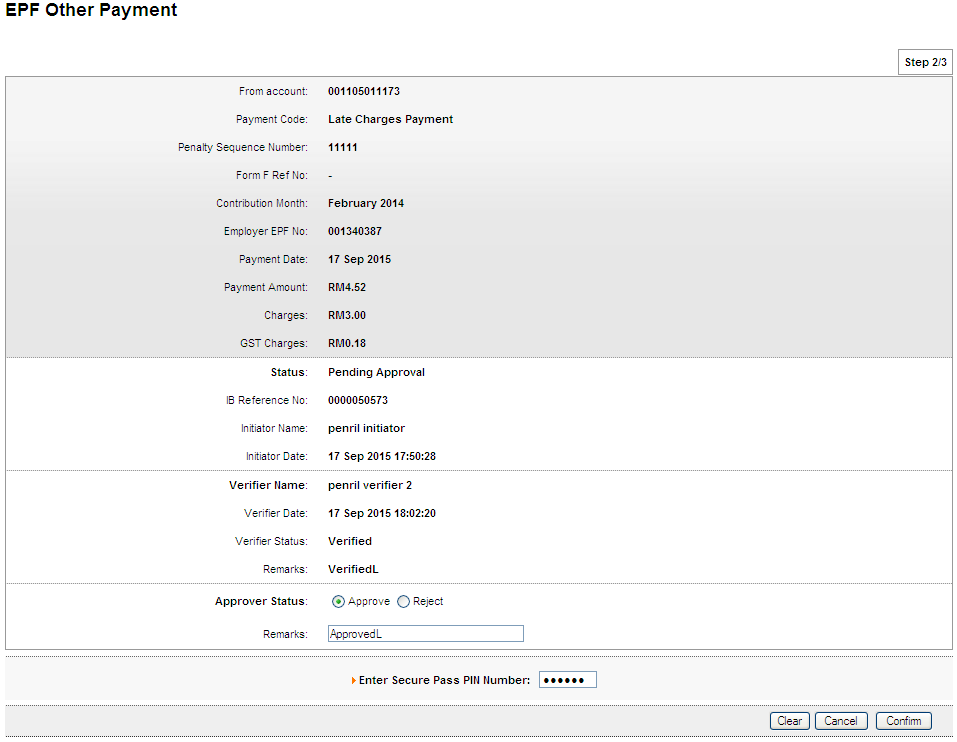 EPF Other Payment
Step 2/3
From account: 001105011173
Payment Code: Late Charges Payment
Penalty Sequence Number: 11111
Form F Ref No: -
Contribution Month: February 2014
Employer EPF No: 001340387
Payment Date: 17 Sep 2015
Payment Amount: RM4.52
Charges: RM3.00
GST Charges: RM0.18
Status: Pending Approval
IB Reference No: 0000050573
Initiator Name: penril initiator
Initiator Date: 17 Sep 2015 17:50:28
Verifier Name: penril verifier 2
Verifier Date: 17 Sep 2015 18:02:20
Verifier Status: Verified
Remarks: VerifiedL
Approver Status: Approve Reject
Remarks: ApprovedL
Enter Secure Pass PIN Number: ••••••
Clear Cancel Confirm